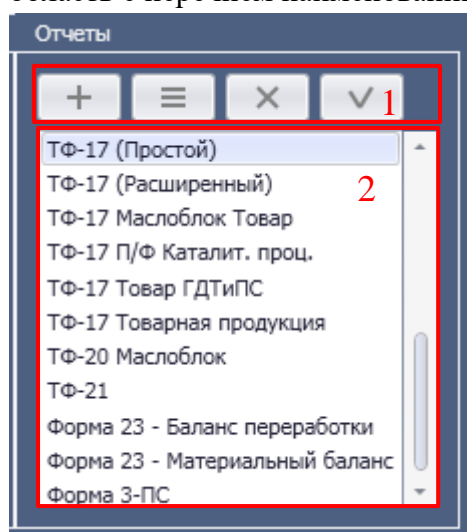 Отчеты
1
2
ТФ-17 (Простой)
ТФ-17 (Расширенный)
ТФ-17 Маслоблок Товар
ТФ-17 П/Ф Каталит. проц.
ТФ-17 Товар ГДТиПС
ТФ-17 Товарная продукция
ТФ-20 Маслоблок
ТФ-21
Форма 23 - Баланс переработки
Форма 23 - Материальный баланс
Форма 3-ПС